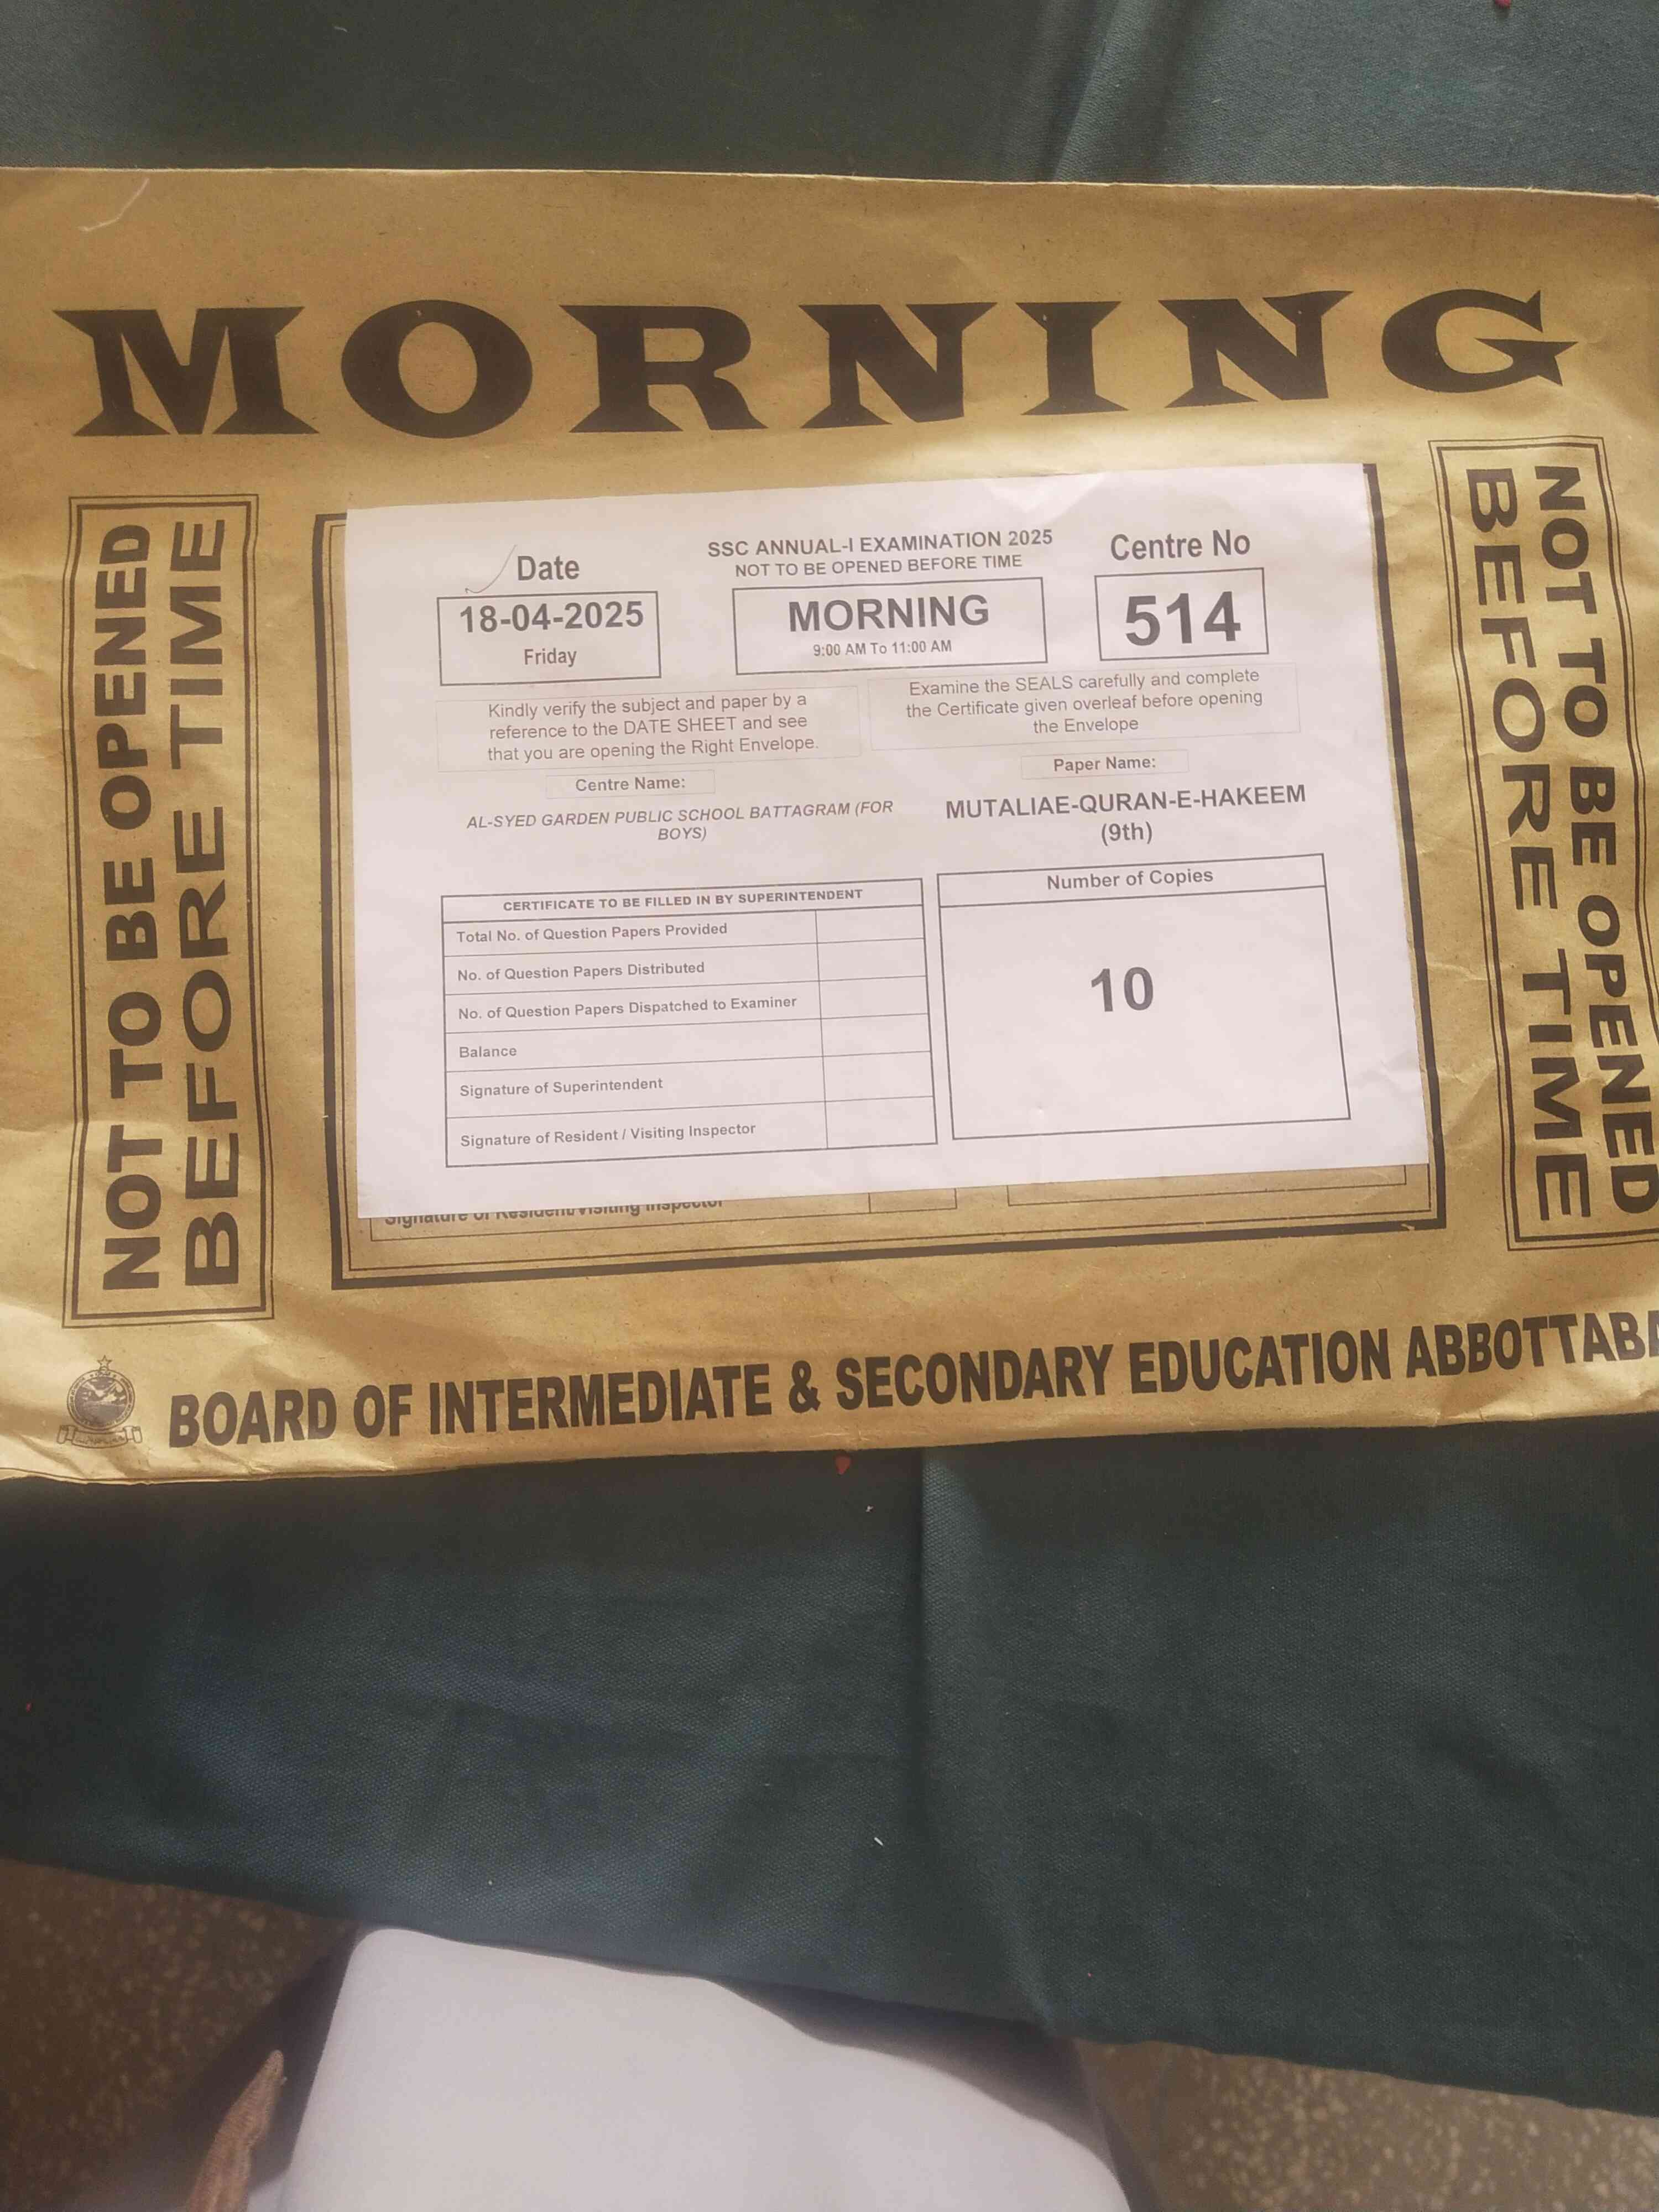 MORNING
NOT TO BE OPENED
BEFORE TIME
Date
18-04-2025
Friday
SSC ANNUAL-I EXAMINATION 2025
NOT TO BE OPENED BEFORE TIME
MORNING
9:00 AM To 11:00 AM
Centre No
514
Kindly verify the subject and paper by a
reference to the DATE SHEET and see
that you are opening the Right Envelope.
Examine the SEALS carefully and complete
the Certificate given overleaf before opening
the Envelope
Centre Name:
AL-SYED GARDEN PUBLIC SCHOOL BATTAGRAM (FOR
BOYS)
Paper Name:
MUTALIAE-QURAN-E-HAKEEM
(9th)
CERTIFICATE TO BE FILLED IN BY SUPERINTENDENT
Total No. of Question Papers Provided
No. of Question Papers Distributed
No. of Question Papers Dispatched to Examiner
Balance
Signature of Superintendent
Signature of Resident / Visiting Inspector
Number of Copies
10
Signature of Resident/Visiting Inspector
NOT TO BE OPENED
BEFORE TIME
BOARD OF INTERMEDIATE & SECONDARY EDUCATION ABBOTTABA